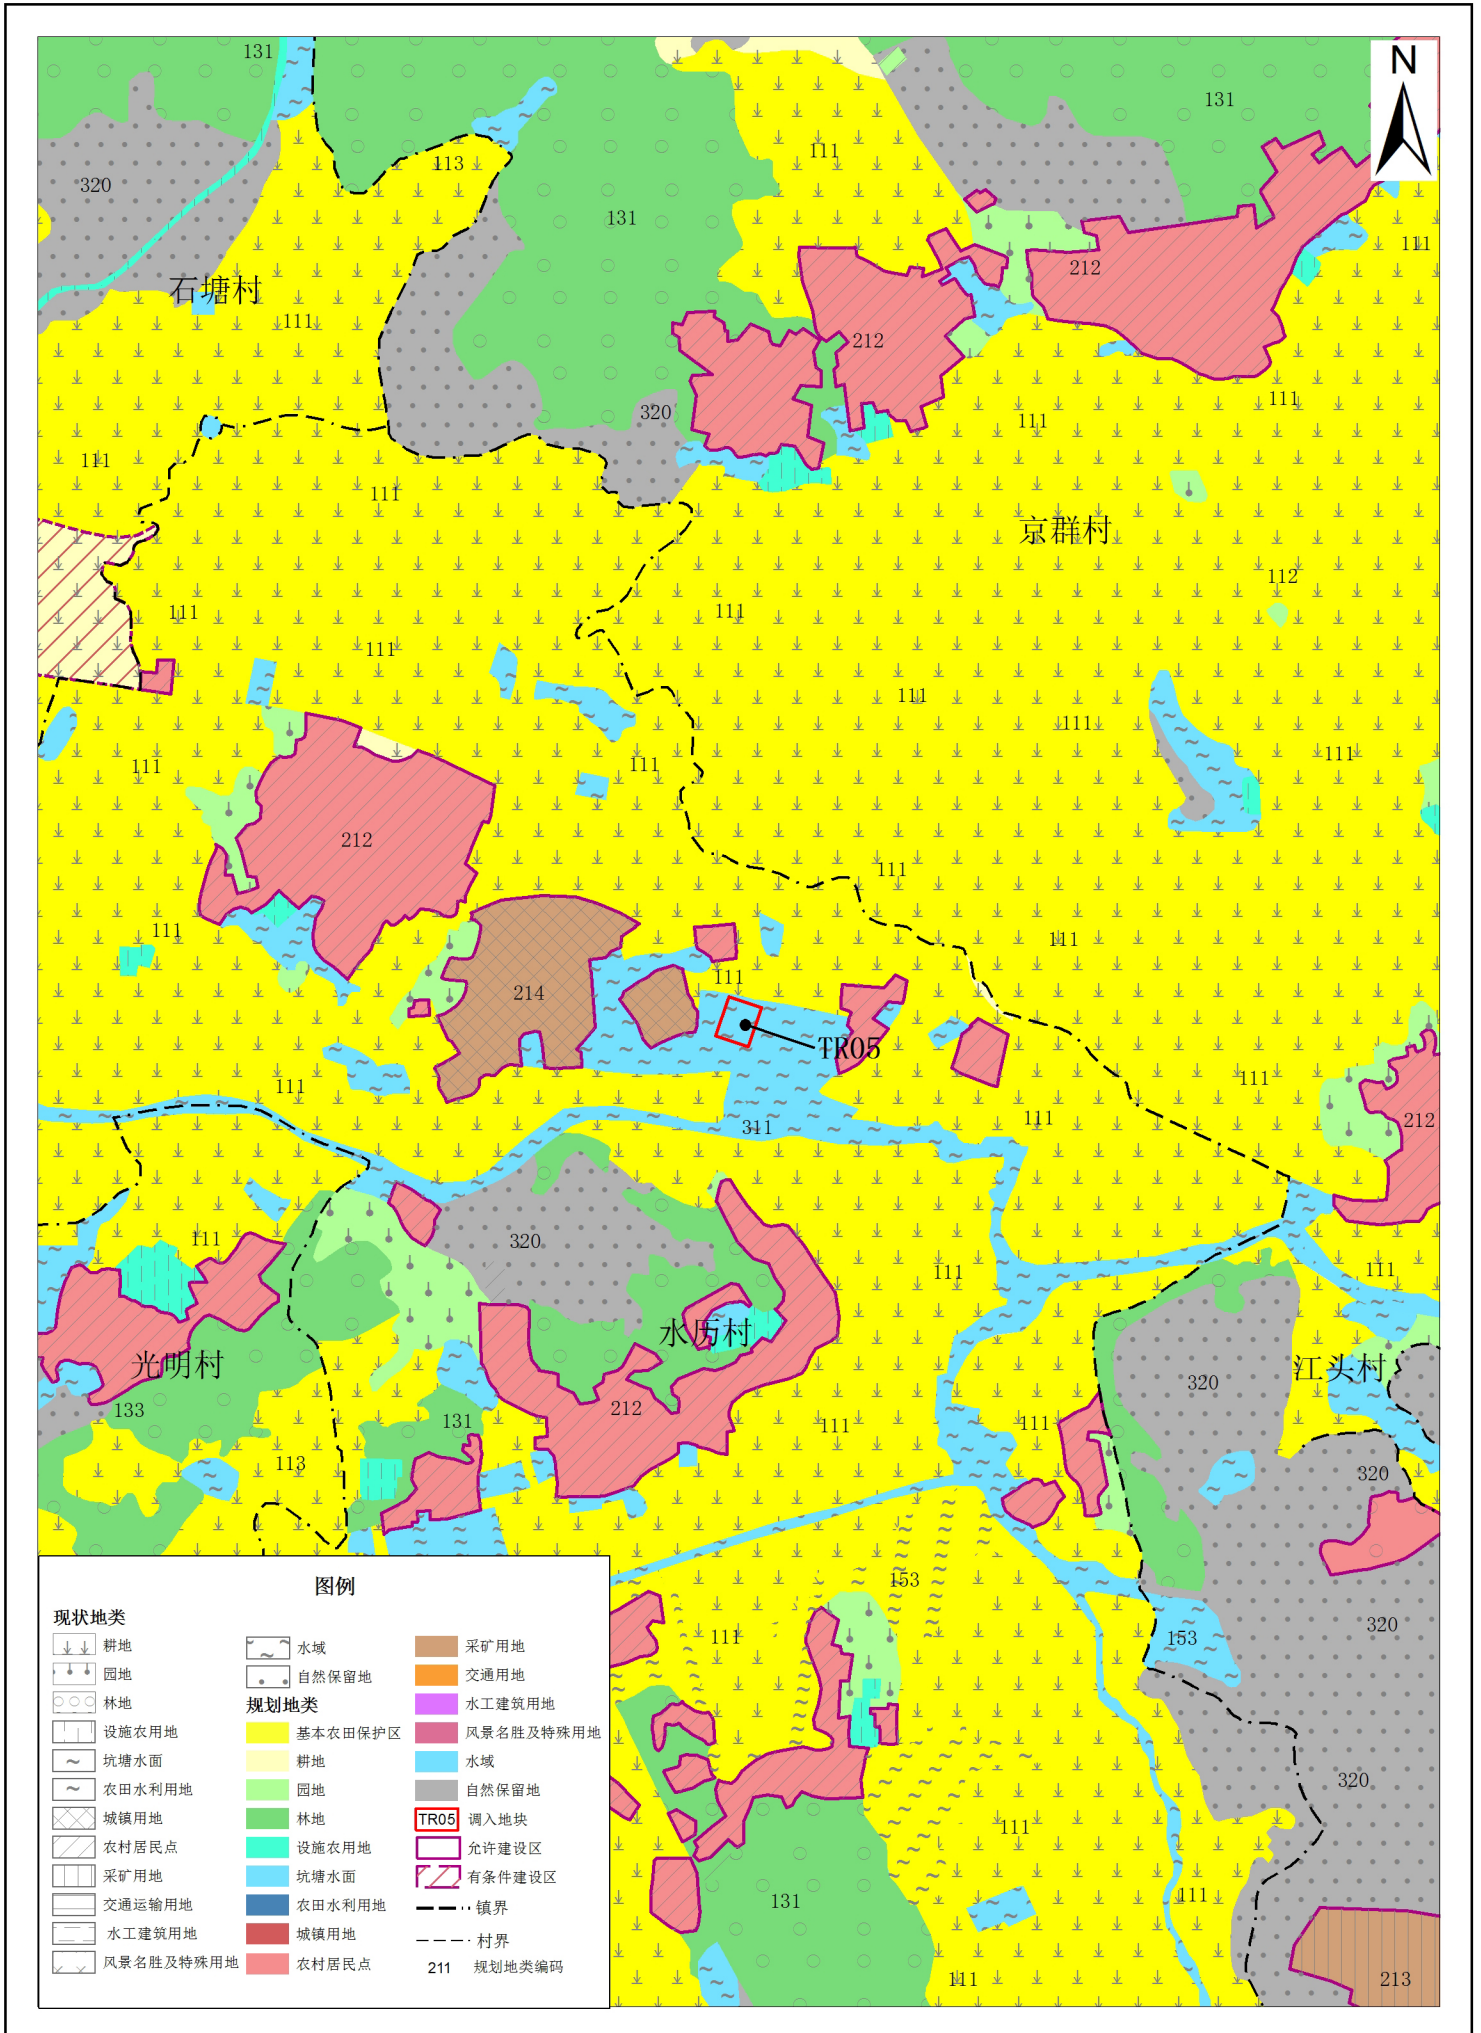 N
131
131
320
113
111
131
111
石塘村
212
111
212
320
111
111
111
111
京群村
112
111
111
111
111
111
111
111
111
111
212
111
111
111
111
214
TR05
111
111
111
311
212
111
320
111
111
水历村
光明村
江头村
320
133
212
131
111
111
113
320
153
111
153
320
320
111
131
111
111
213
图例
现状地类
耕地
园地
林地
设施农用地
坑塘水面
农田水利用地
城镇用地
农村居民点
采矿用地
交通运输用地
水工建筑用地
风景名胜及特殊用地
水域
自然保留地
规划地类
基本农田保护区
耕地
园地
林地
设施农用地
坑塘水面
农田水利用地
城镇用地
农村居民点
采矿用地
交通用地
水工建筑用地
风景名胜及特殊用地
水域
自然保留地
TR05 调入地块
允许建设区
有条件建设区
镇界
村界
211 规划地类编码